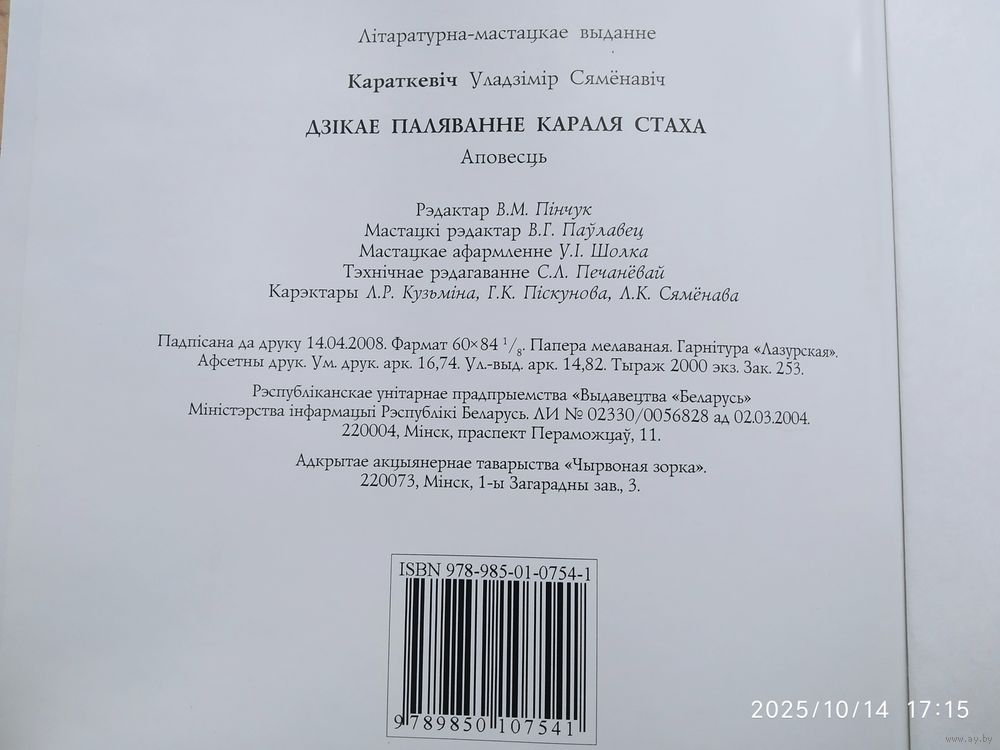 Літаратурна-мастацкае выданне
Караткевіч Уладзімір Сямёнавіч
ДЗІКАЕ ПАЛЯВАННЕ КАРАЛЯ СТАХА
Аповесць
Рэдактар В.М. Пінчук
Мастацкі рэдактар В.Г. Паўлавец
Мастацкае афармленне У.І. Шолка
Тэхнічнае рэдагаванне С.Л. Печанёвай
Карэктары Л.Р. Кузьміна, Г.К. Піскунова, Л.К. Сямёнава
Падпісана да друку 14.04.2008. Фармат 60×84 1/8. Папера мелаваная. Гарнітура «Лазурская».
Афсетны друк. Ум. друк. арк. 16,74. Ул.-выд. арк. 14,82. Тыраж 2000 экз. Зак. 253.
Рэспубліканскае унітарнае прадпрыемства «Выдавецтва «Беларусь»
Міністэрства інфармацыі Рэспублікі Беларусь. ЛИ № 02330/0056828 ад 02.03.2004.
220004, Мінск, праспект Пераможцаў, 11.
Адкрытае акцыянернае таварыства «Чырвоная зорка».
220073, Мінск, 1-ы Загарадны зав., 3.
ISBN 978-985-01-0754-1
9 789850 107541
2025/10/14 17:15
www.ay.by